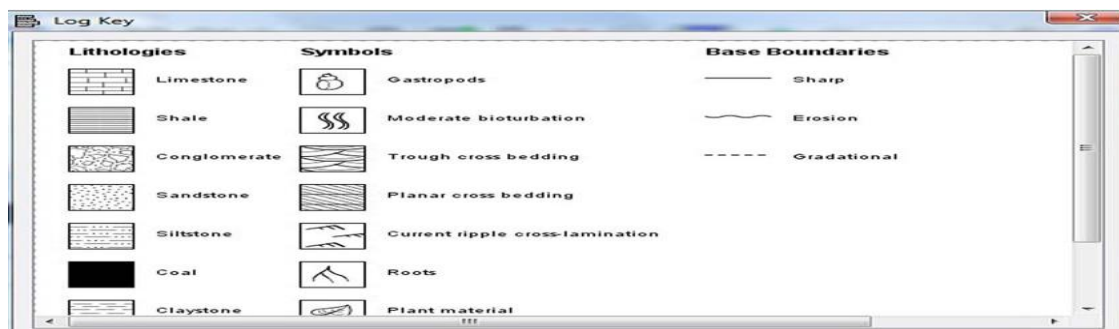 Log Key
Lithologies Symbols Base Boundaries
Limestone Gastropods Sharp
Shale Moderate bioturbation Erosion
Conglomerate Trough cross bedding Gradational
Sandstone Planar cross bedding
Siltstone Current ripple cross-lamination
Coal Roots
Claystone Plant material